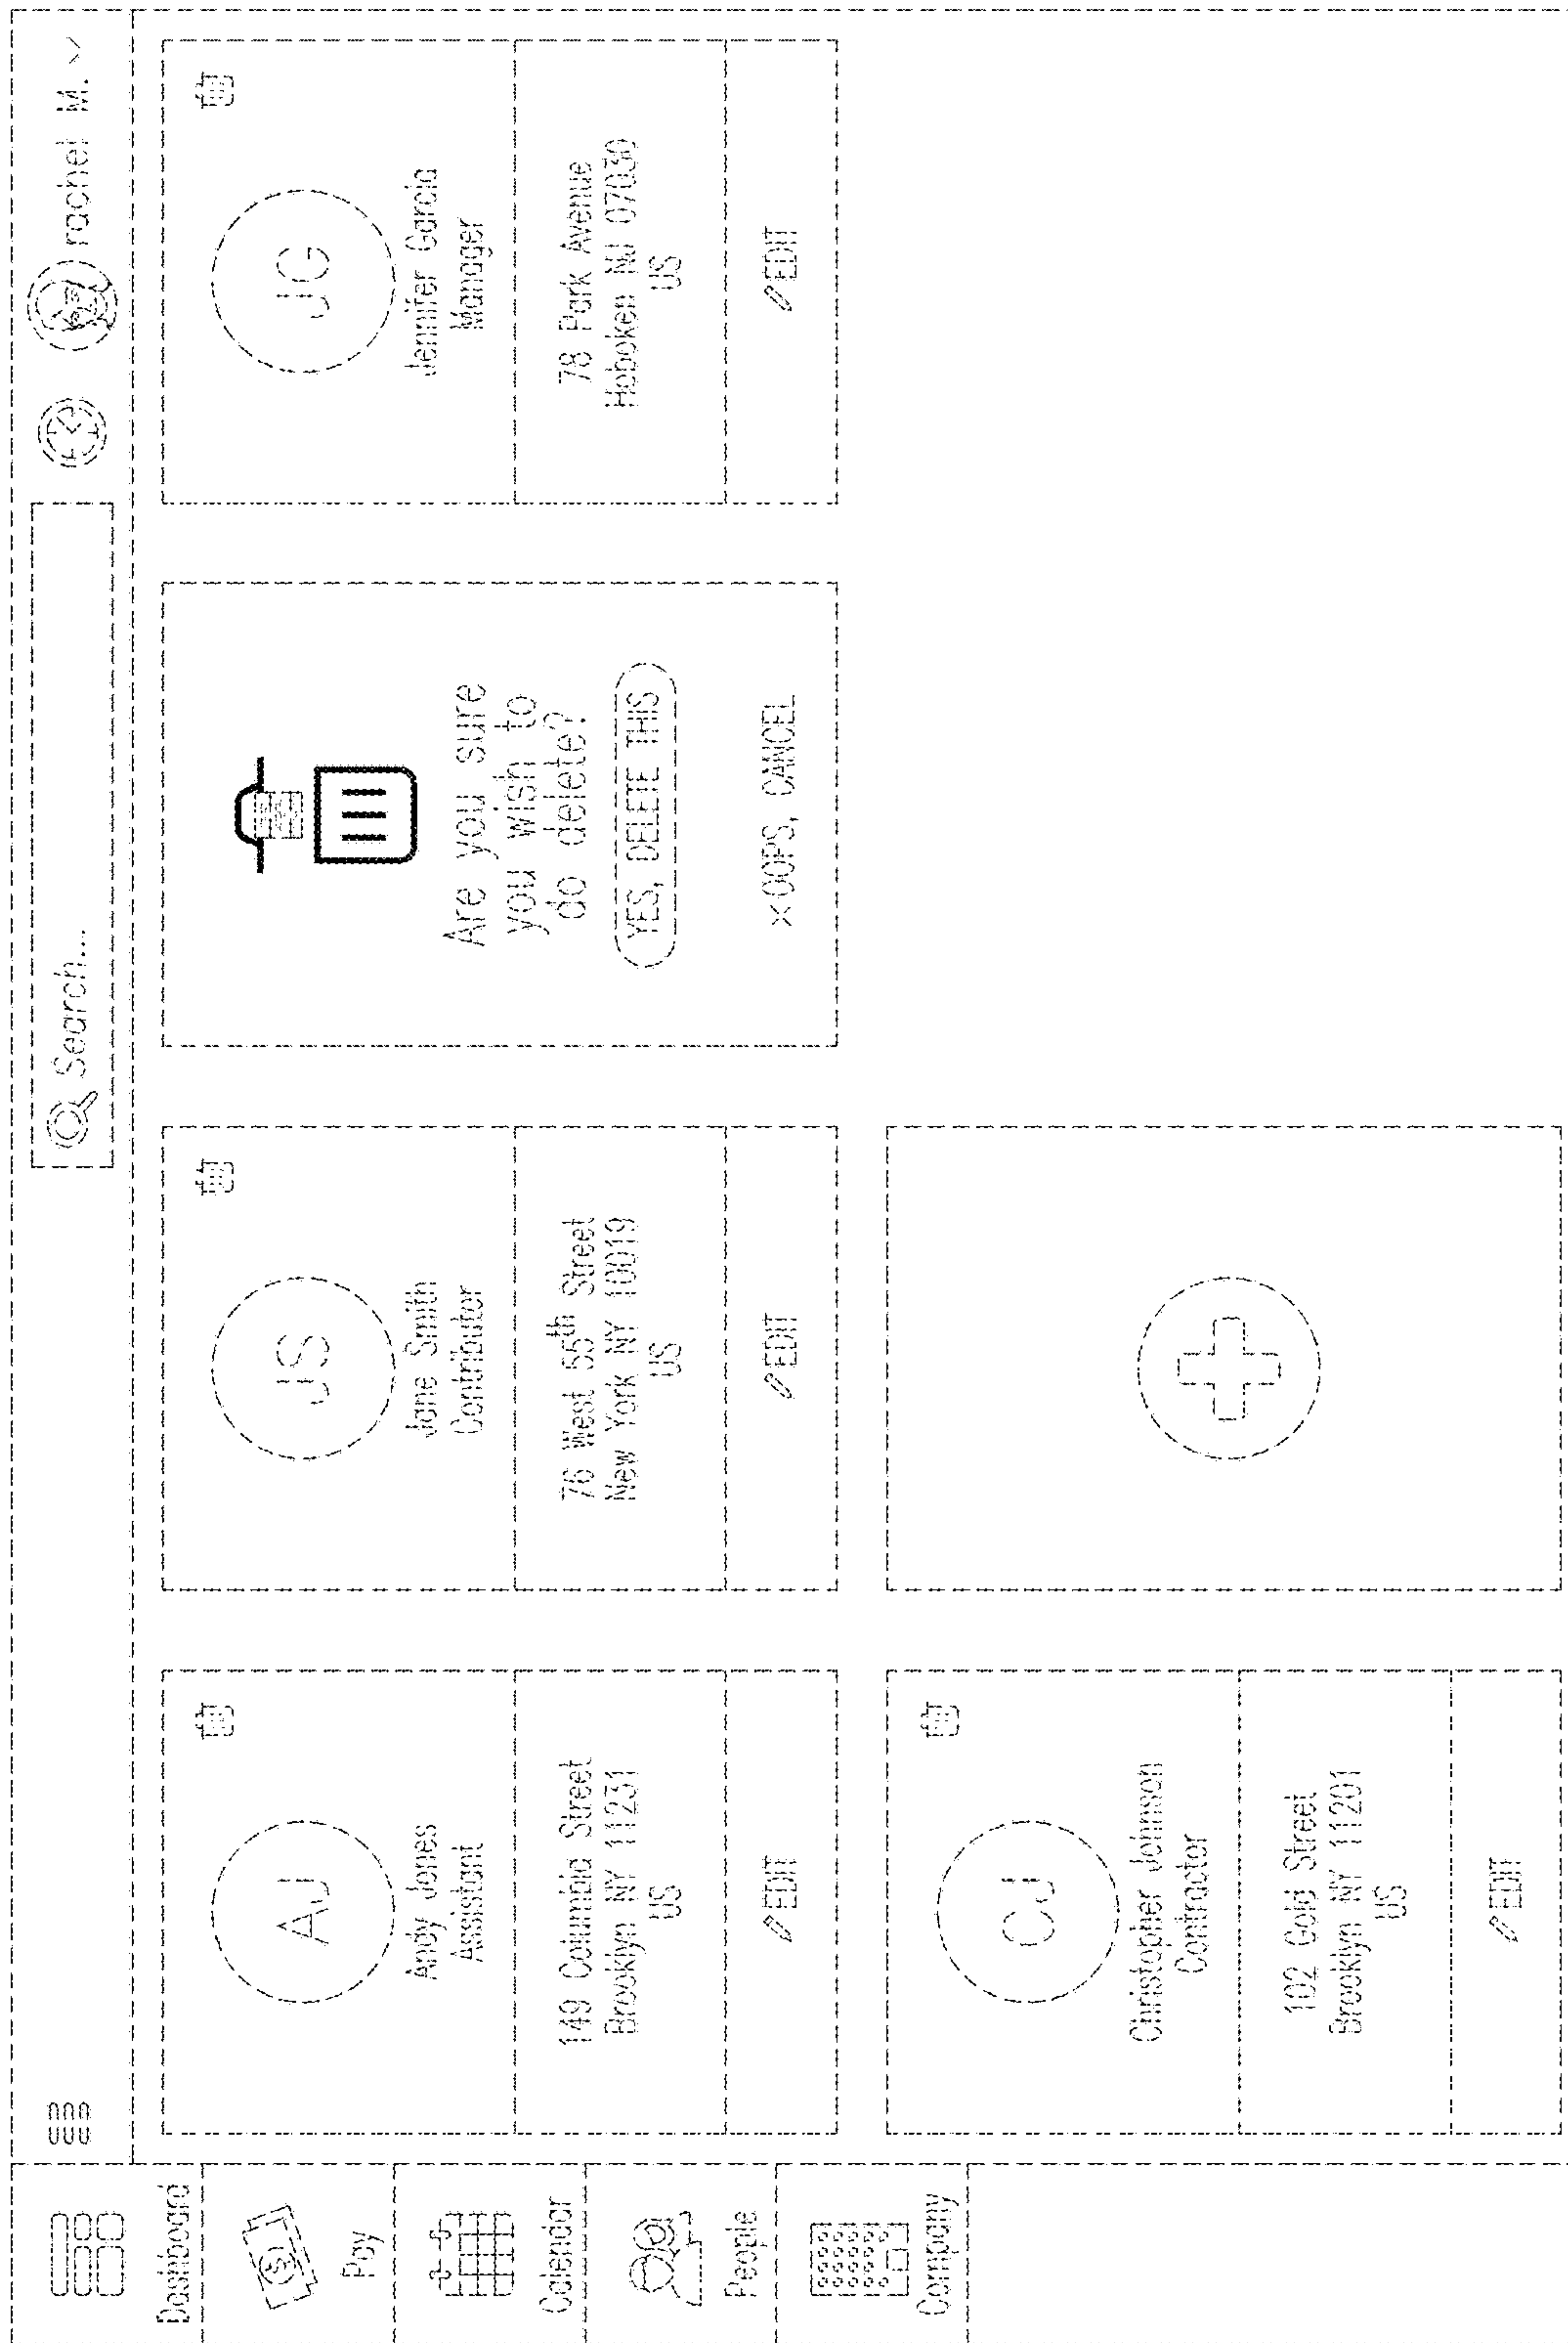 Search...
rachel M.
Dashboard
Pay
Calendar
People
Company
AJ
Andy Jones
Assistant
149 Columbia Street
Brooklyn NY 11231
US
EDIT
JS
Jane Smith
Contributor
76 West 55th Street
New York NY 10019
US
EDIT
Are you sure
you wish to
do delete?
YES, DELETE THIS
×OOPS, CANCEL
JG
Jennifer Garcia
Manager
78 Park Avenue
Hoboken NJ 07030
US
EDIT
CJ
Christopher Johnson
Contractor
102 Gold Street
Brooklyn NY 11201
US
EDIT